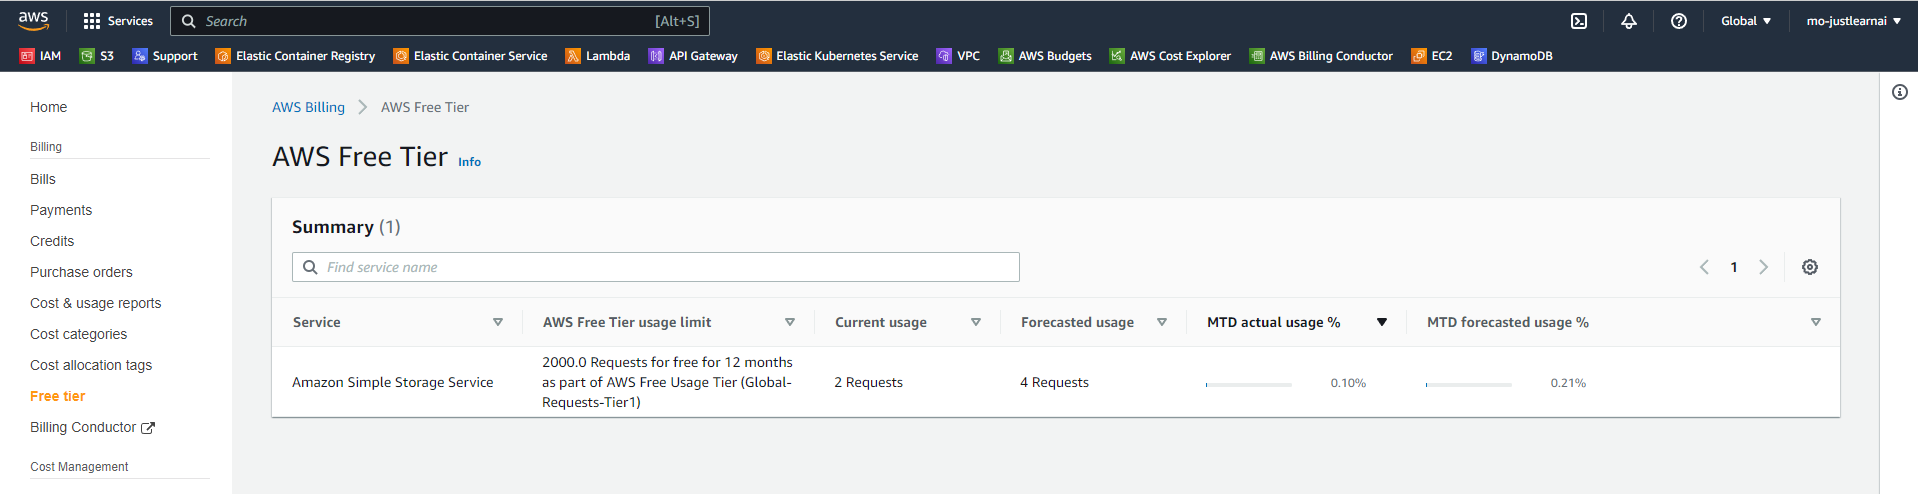 aws
Services
Search [Alt+S]
Global
mo-justlearnai
IAM
S3
Support
Elastic Container Registry
Elastic Container Service
Lambda
API Gateway
Elastic Kubernetes Service
VPC
AWS Budgets
AWS Cost Explorer
AWS Billing Conductor
EC2
DynamoDB
Home
Billing
Bills
Payments
Credits
Purchase orders
Cost & usage reports
Cost categories
Cost allocation tags
Free tier
Billing Conductor
Cost Management
AWS Billing > AWS Free Tier
AWS Free Tier Info
Summary (1)
Find service name
1
Service
AWS Free Tier usage limit
Current usage
Forecasted usage
MTD actual usage %
MTD forecasted usage %
Amazon Simple Storage Service
2000.0 Requests for free for 12 months
as part of AWS Free Usage Tier (Global-
Requests-Tier1)
2 Requests
4 Requests
0.10%
0.21%